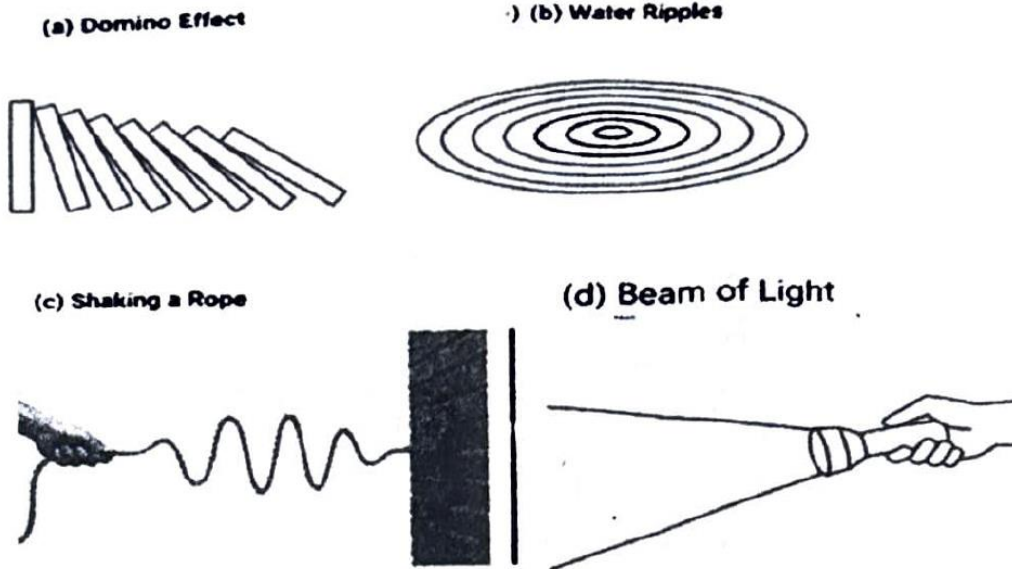 (a) Domino Effect
·) (b) Water Ripples
(c) Shaking a Rope
(d) Beam of Light